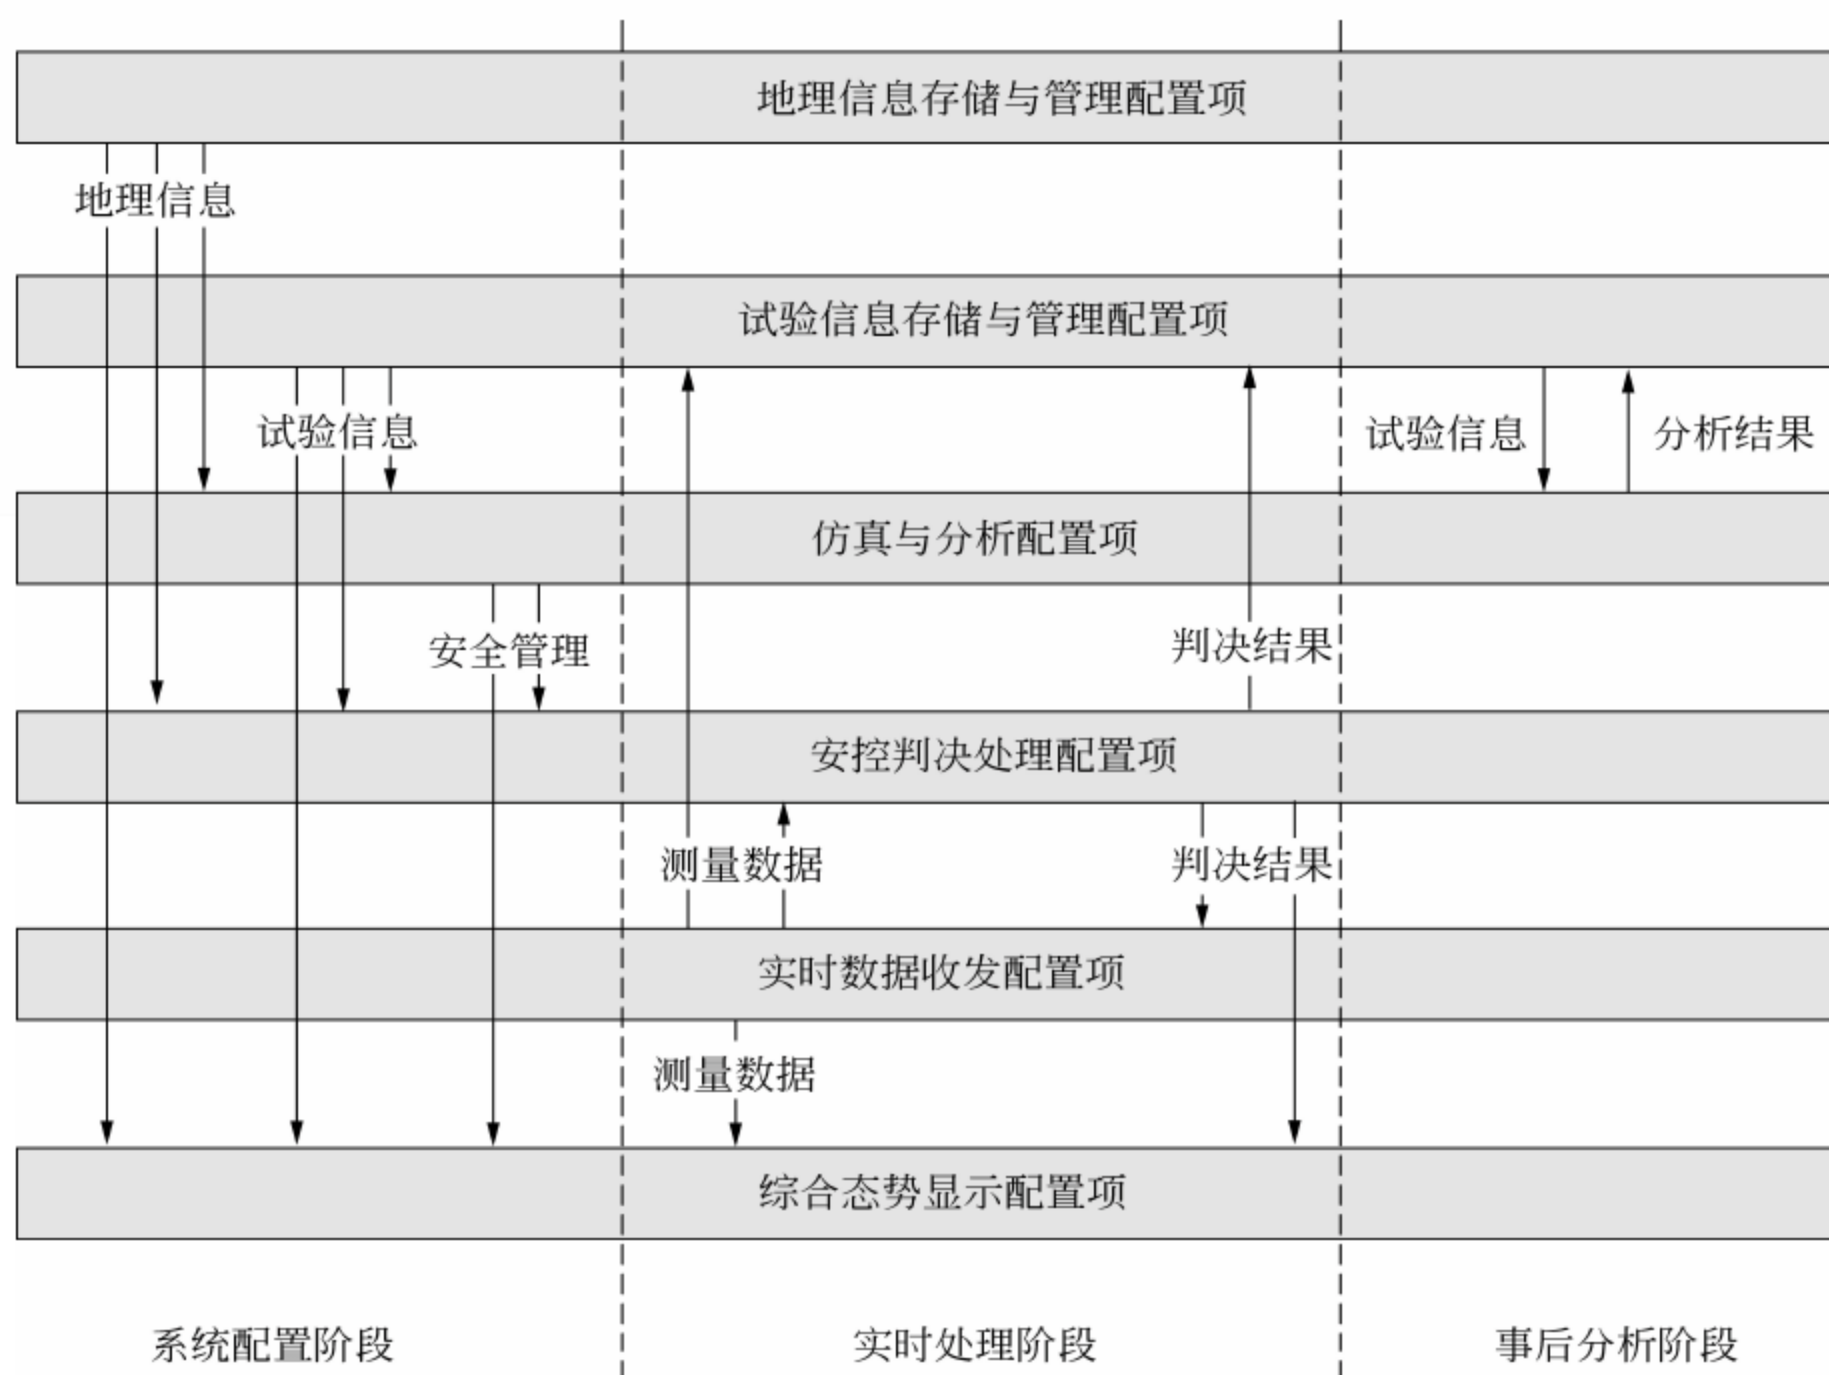 地理信息存储与管理配置项
地理信息
试验信息存储与管理配置项
试验信息
试验信息
分析结果
仿真与分析配置项
安全管理
判决结果
安控判决处理配置项
测量数据
判决结果
实时数据收发配置项
测量数据
综合态势显示配置项
系统配置阶段
实时处理阶段
事后分析阶段